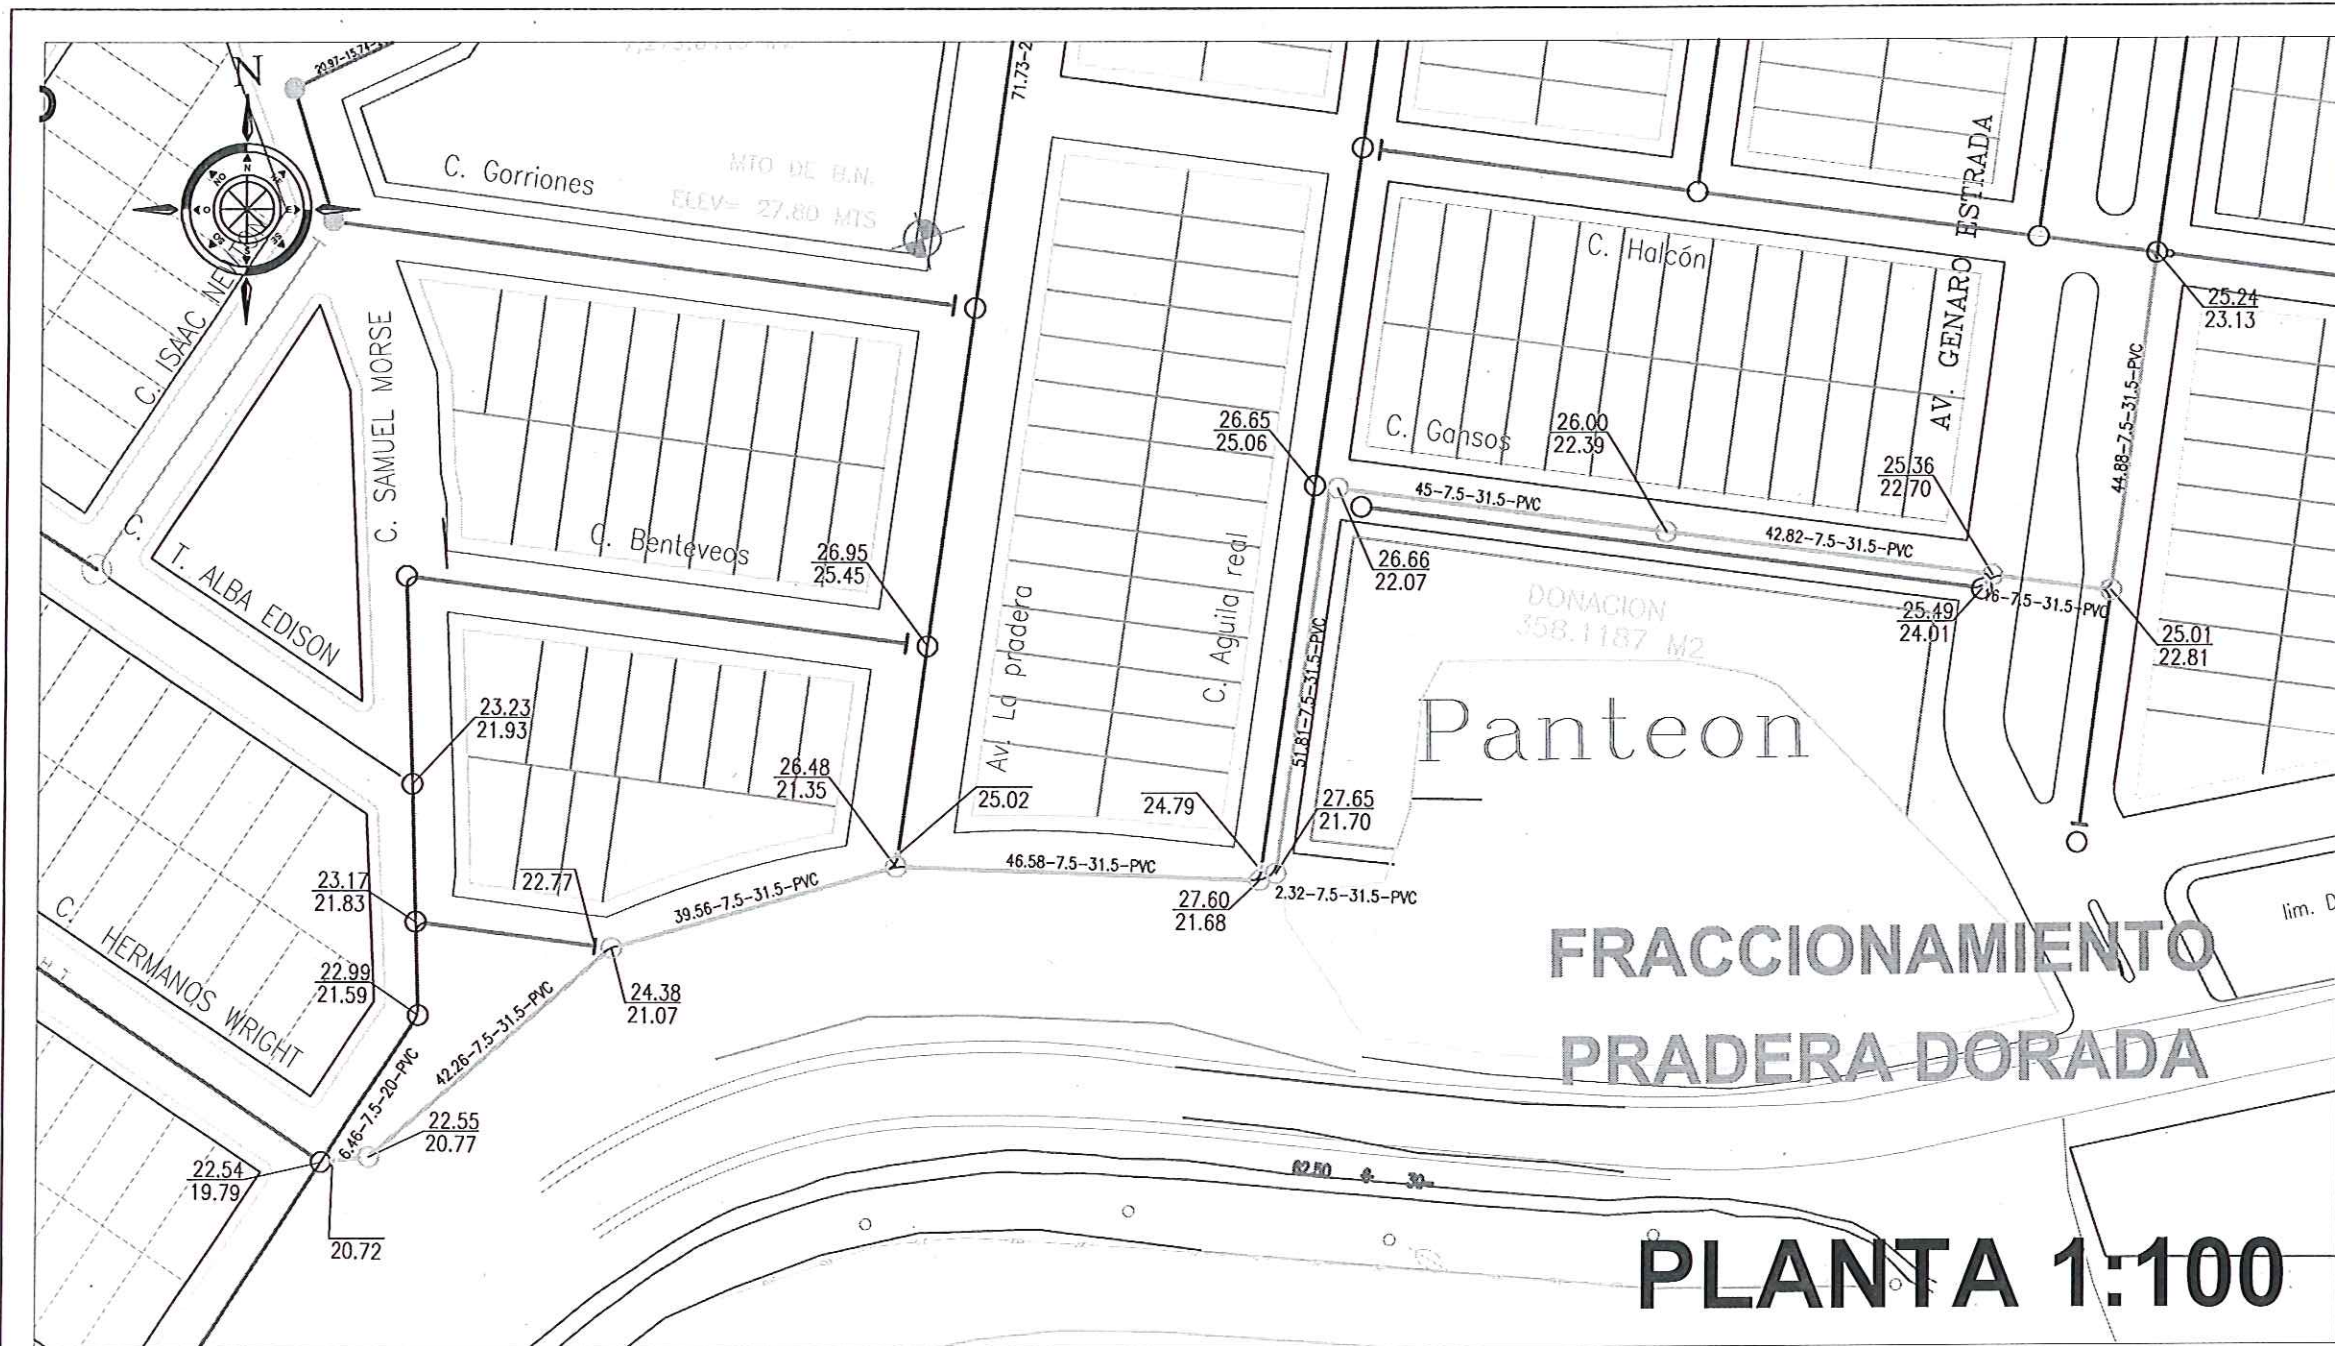 N
N
NE
E
SE
S
SO
O
NO
71.73-2
C. Gorriones
MTO DE B.N.
ELEV= 27.80 MTS
C. ISAAC NEWTON
C. SAMUEL MORSE
C. Halcón
AV. GENARO ESTRADA
25.24
23.13
44.88-7.5-31.5-PVC
26.65
25.06
C. Gansos
26.00
22.39
25.36
22.70
45-7.5-31.5-PVC
42.82-7.5-31.5-PVC
C. Benteveos
26.95
25.45
26.66
22.07
C. T. ALBA EDISON
Av. La pradera
C. Aguila real
51.81-7.5-31.5-PVC
DONACION
358.1187 M2
25.49
24.01
16-7.5-31.5-PVC
25.01
22.81
Panteon
23.23
21.93
26.48
21.35
25.02
24.79
27.65
21.70
46.58-7.5-31.5-PVC
22.77
39.56-7.5-31.5-PVC
27.60
21.68
2.32-7.5-31.5-PVC
23.17
21.83
C. HERMANOS WRIGHT
H T
22.99
21.59
24.38
21.07
lim. D
FRACCIONAMIENTO
PRADERA DORADA
42.26-7.5-31.5-PVC
6.46-7.5-20-PVC
22.55
20.77
22.54
19.79
20.72
62.50
PLANTA 1:100